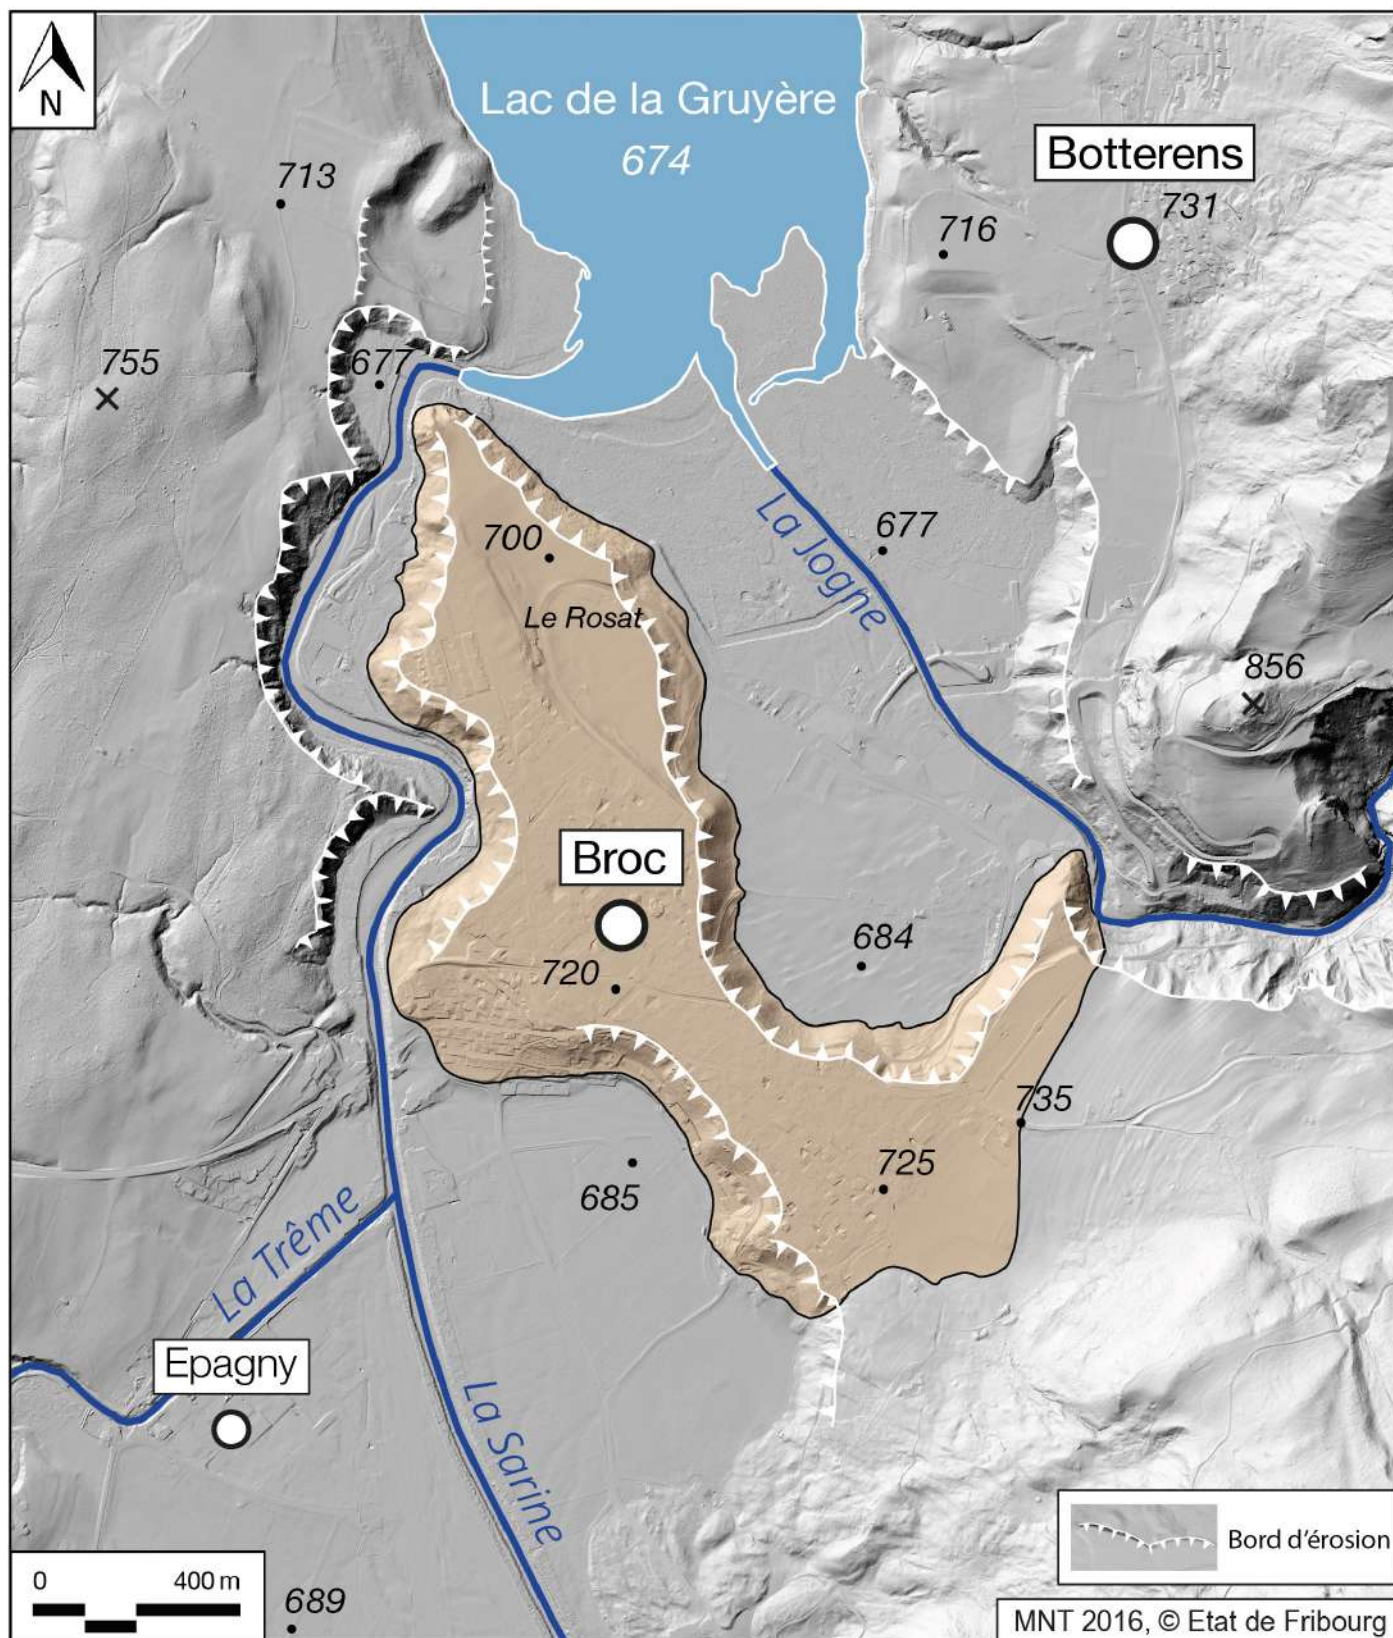 N
Lac de la Gruyère
674
Botterens
731
713
716
755
677
700
677
La Jogne
Le Rosat
856
Broc
720
684
735
725
685
La Trême
Epagny
La Sarine
Bord d'érosion
0 400 m
689
MNT 2016, © Etat de Fribourg